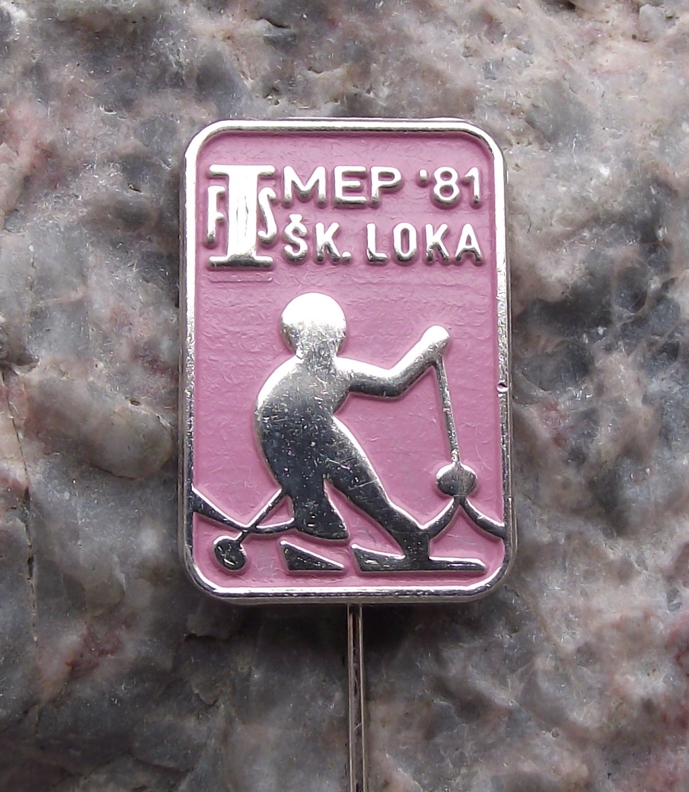 FIS MEP '81
ŠK. LOKA